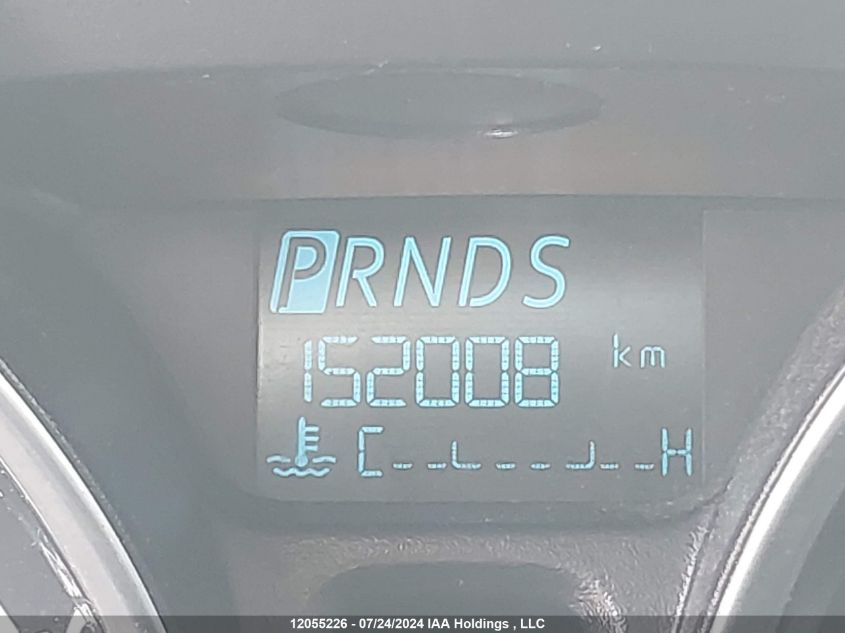 PRNDS
152008 km
C H
12055226 - 07/24/2024 IAA Holdings , LLC